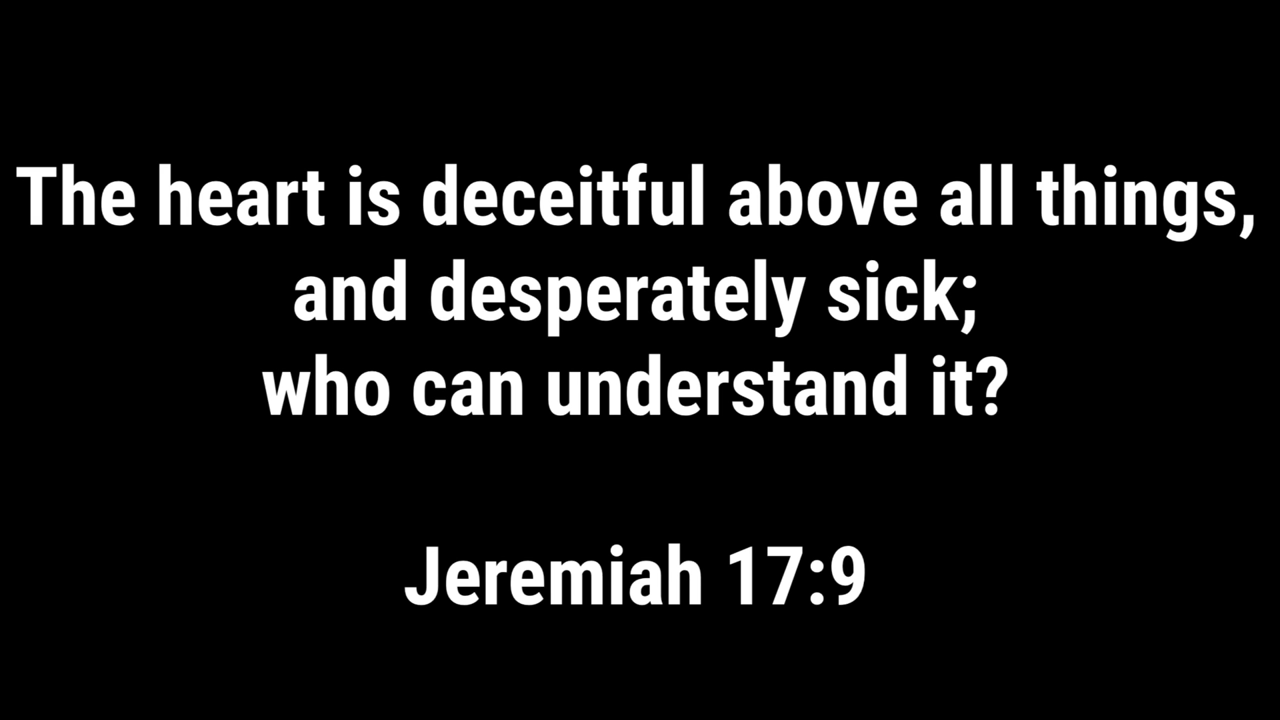 The heart is deceitful above all things,
and desperately sick;
who can understand it?
Jeremiah 17:9